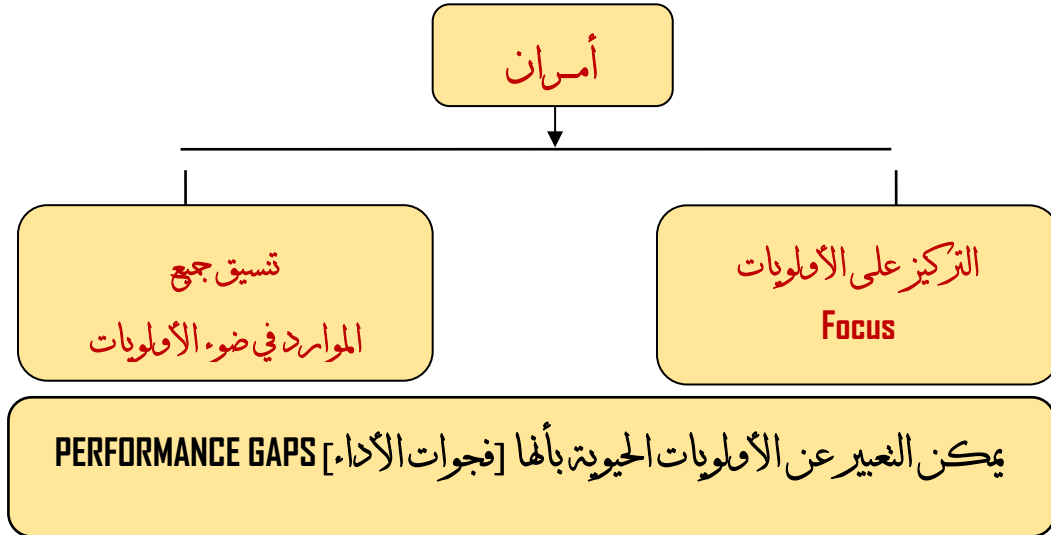 أمـران
التركيز على الأولويات
Focus
تنسيق جميع
الموارد في ضوء الأولويات
يمكن التعبير عن الأولويات الحيوية بأنها [فجوات الأداء] PERFORMANCE GAPS